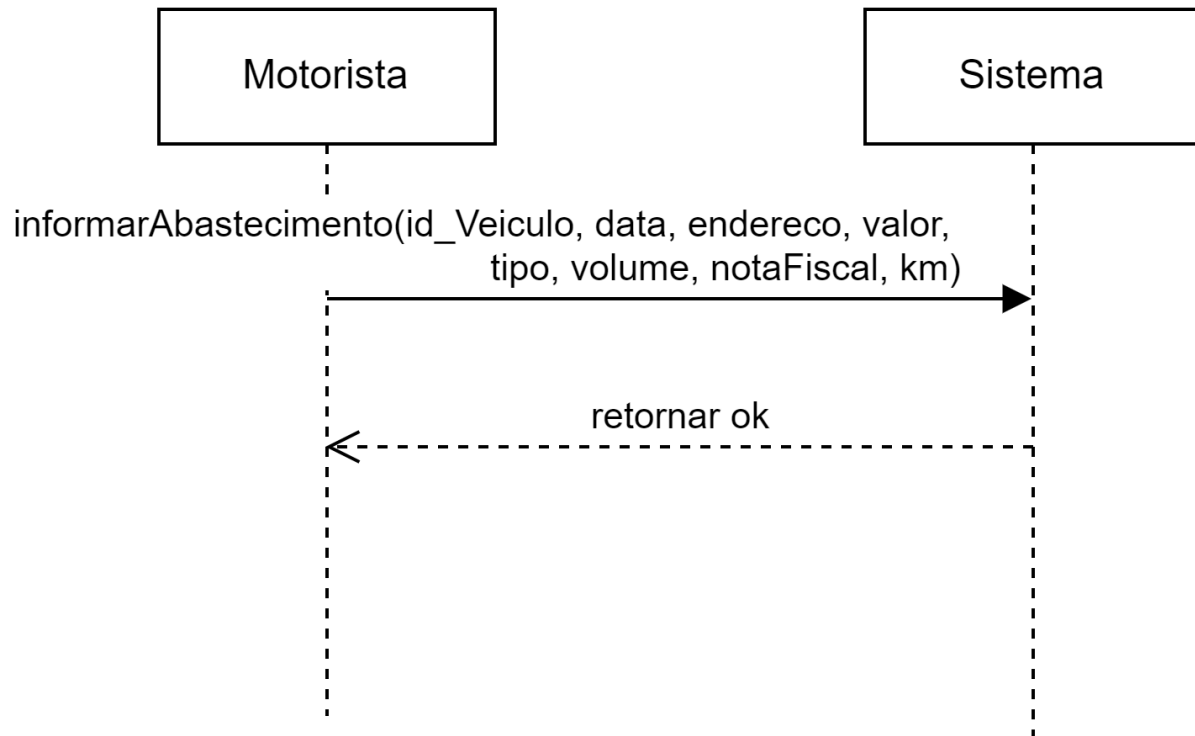 Motorista
Sistema
informarAbastecimento(id_Veiculo, data, endereco, valor,
tipo, volume, notaFiscal, km)
retornar ok